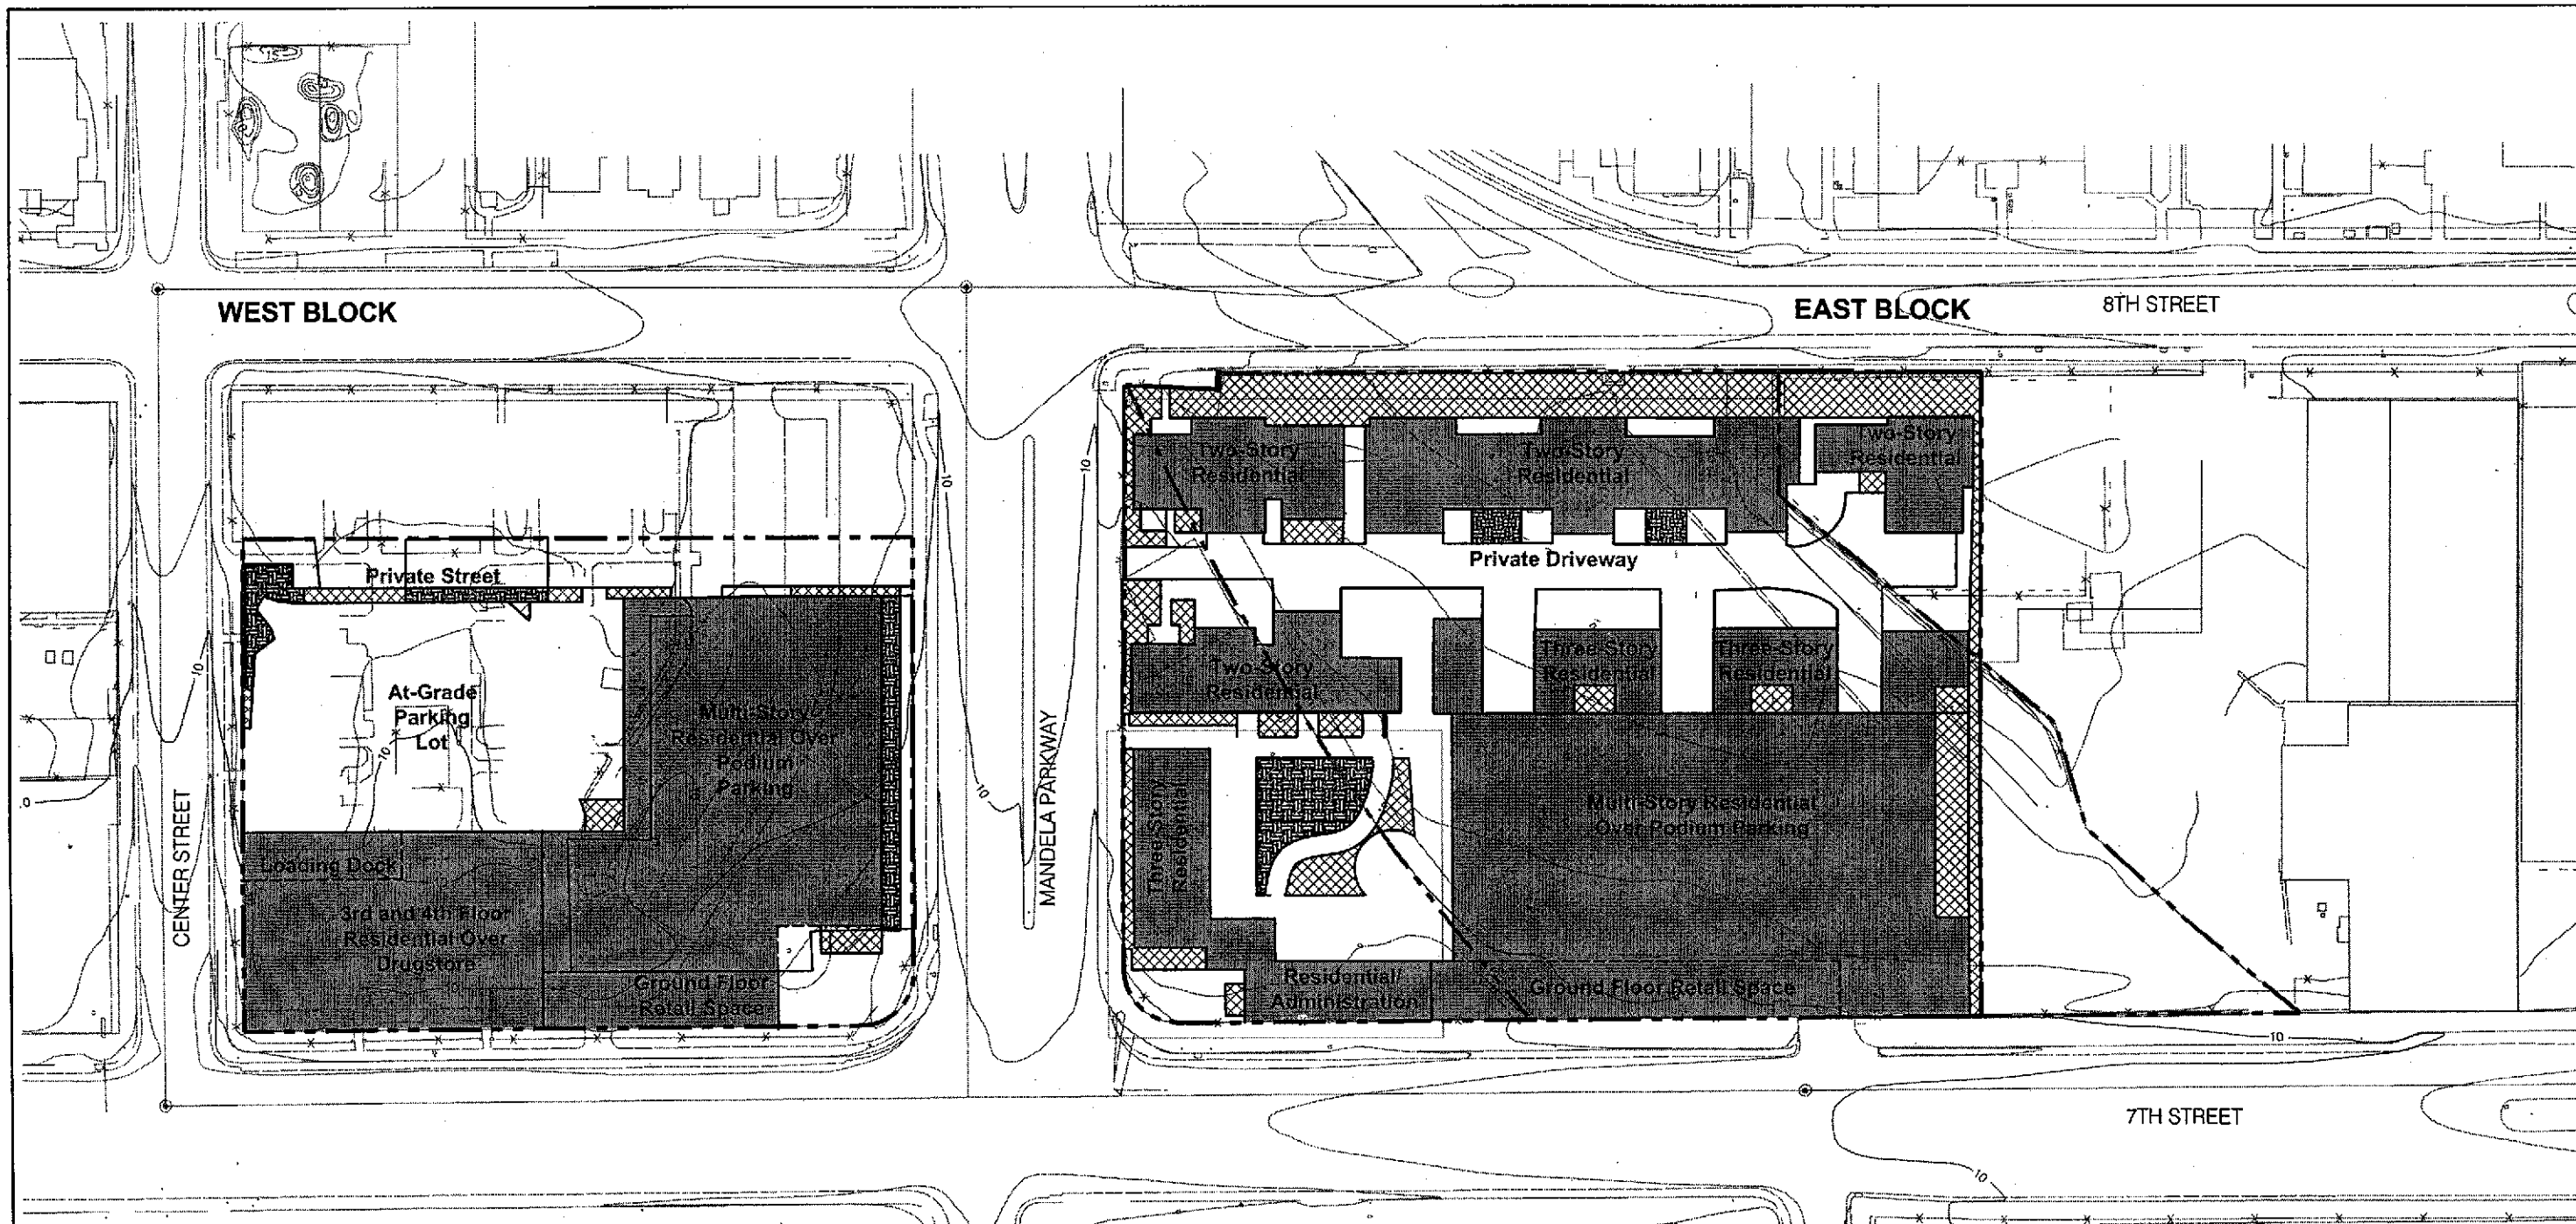 WEST BLOCK
EAST BLOCK
8TH STREET
Two-Story
Residential
Two-Story
Residential
Two-Story
Residential
Private Driveway
Private Street
At-Grade
Parking
Lot
Multi-Story
Residential Over
Podium
Parking
Two-Story
Residential
Three-Story
Residential
Three-Story
Residential
Three-Story
Residential
Multi-Story Residential
Over Podium Parking
CENTER STREET
MANDELA PARKWAY
Loading Dock
3rd and 4th Floor
Residential Over
Drugstore
Ground Floor
Retail Space
Residential/
Administration
Ground Floor Retail Space
7TH STREET
10
10
10
10
10
10
10